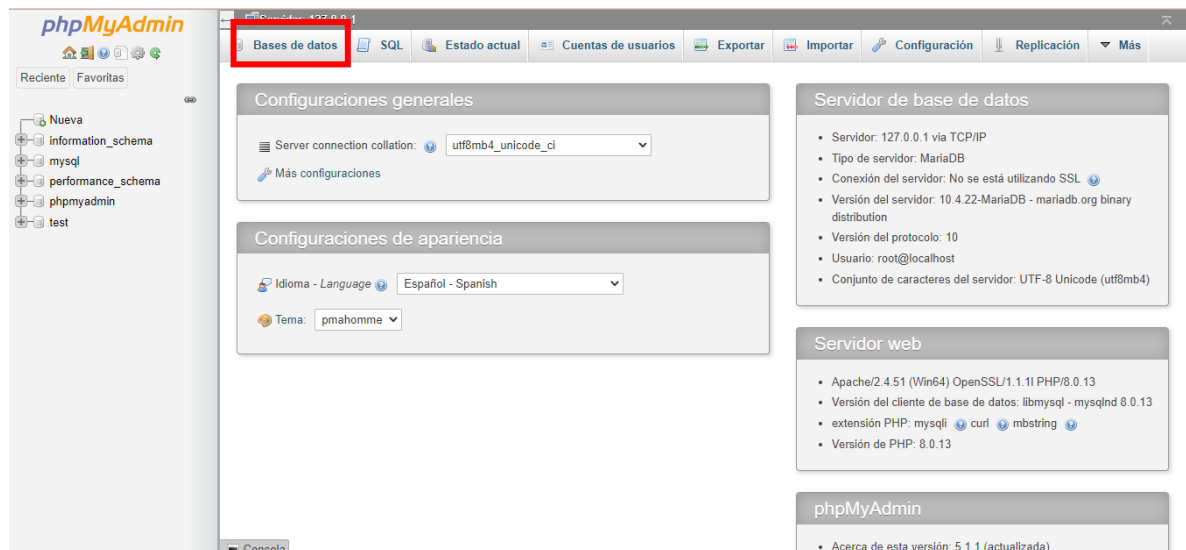 phpMyAdmin
Reciente Favoritas
Nueva
information_schema
mysql
performance_schema
phpmyadmin
test
Servidor: 127.0.0.1
Bases de datos SQL Estado actual Cuentas de usuarios Exportar Importar Configuración Replicación Más
Configuraciones generales
Server connection collation: utf8mb4_unicode_ci
Más configuraciones
Configuraciones de apariencia
Idioma - Language Español - Spanish
Tema: pmahomme
Servidor de base de datos
• Servidor: 127.0.0.1 via TCP/IP
• Tipo de servidor: MariaDB
• Conexión del servidor: No se está utilizando SSL
• Versión del servidor: 10.4.22-MariaDB - mariadb.org binary
distribution
• Versión del protocolo: 10
• Usuario: root@localhost
• Conjunto de caracteres del servidor: UTF-8 Unicode (utf8mb4)
Servidor web
• Apache/2.4.51 (Win64) OpenSSL/1.1.1l PHP/8.0.13
• Versión del cliente de base de datos: libmysql - mysqlnd 8.0.13
• extensión PHP: mysqli curl mbstring
• Versión de PHP: 8.0.13
phpMyAdmin
• Acerca de esta versión: 5.1.1 (actualizada)
Consola